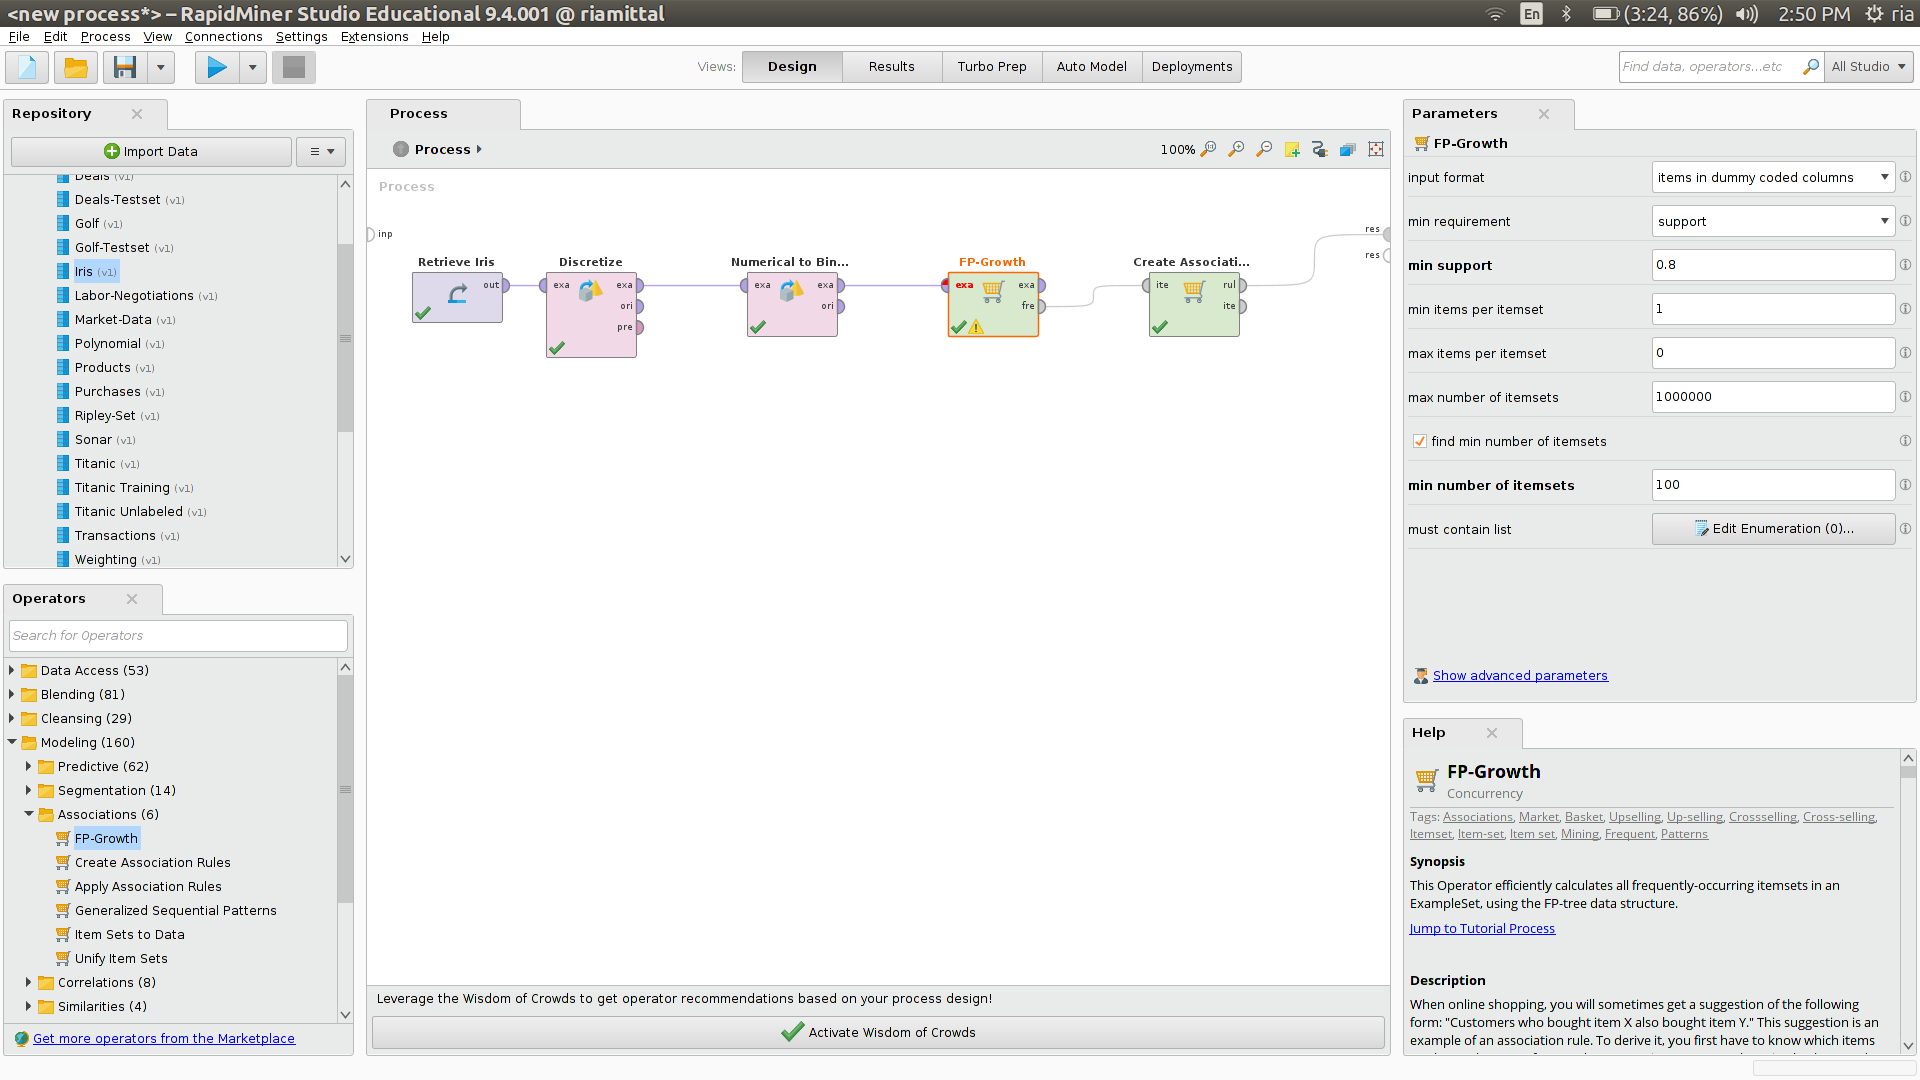 <new process*> – RapidMiner Studio Educational 9.4.001 @ riamittal
En (3:24, 86%) 2:50 PM ria
File Edit Process View Connections Settings Extensions Help
Views: Design Results Turbo Prep Auto Model Deployments
Find data, operators...etc All Studio
Repository
Import Data
Deals (v1)
Deals-Testset (v1)
Golf (v1)
Golf-Testset (v1)
Iris (v1)
Labor-Negotiations (v1)
Market-Data (v1)
Polynomial (v1)
Products (v1)
Purchases (v1)
Ripley-Set (v1)
Sonar (v1)
Titanic (v1)
Titanic Training (v1)
Titanic Unlabeled (v1)
Transactions (v1)
Weighting (v1)
Operators
Search for Operators
Data Access (53)
Blending (81)
Cleansing (29)
Modeling (160)
Predictive (62)
Segmentation (14)
Associations (6)
FP-Growth
Create Association Rules
Apply Association Rules
Generalized Sequential Patterns
Item Sets to Data
Unify Item Sets
Correlations (8)
Similarities (4)
Get more operators from the Marketplace
Process
Process
100%
Process
inp
res
res
Retrieve Iris
out
Discretize
exa exa
ori
pre
Numerical to Bin...
exa exa
ori
FP-Growth
exa exa
fre
Create Associati...
ite rul
ite
Leverage the Wisdom of Crowds to get operator recommendations based on your process design!
Activate Wisdom of Crowds
Parameters
FP-Growth
input format items in dummy coded columns
min requirement support
min support 0.8
min items per itemset 1
max items per itemset 0
max number of itemsets 1000000
find min number of itemsets
min number of itemsets 100
must contain list Edit Enumeration (0)...
Show advanced parameters
Help
FP-Growth
Concurrency
Tags: Associations, Market, Basket, Upselling, Up-selling, Crossselling, Cross-selling,
Itemset, Item-set, Item set, Mining, Frequent, Patterns
Synopsis
This Operator efficiently calculates all frequently-occurring itemsets in an
ExampleSet, using the FP-tree data structure.
Jump to Tutorial Process
Description
When online shopping, you will sometimes get a suggestion of the following
form: "Customers who bought item X also bought item Y." This suggestion is an
example of an association rule. To derive it, you first have to know which items